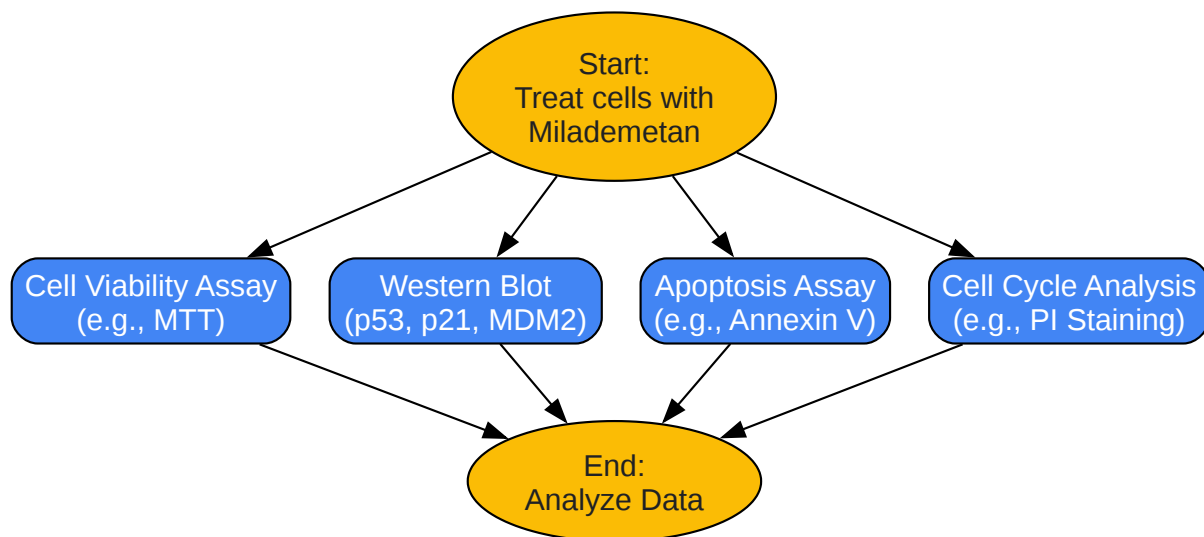 Start:
Treat cells with
Milademetan
Cell Viability Assay
(e.g., MTT)
Western Blot
(p53, p21, MDM2)
Apoptosis Assay
(e.g., Annexin V)
Cell Cycle Analysis
(e.g., PI Staining)
End:
Analyze Data